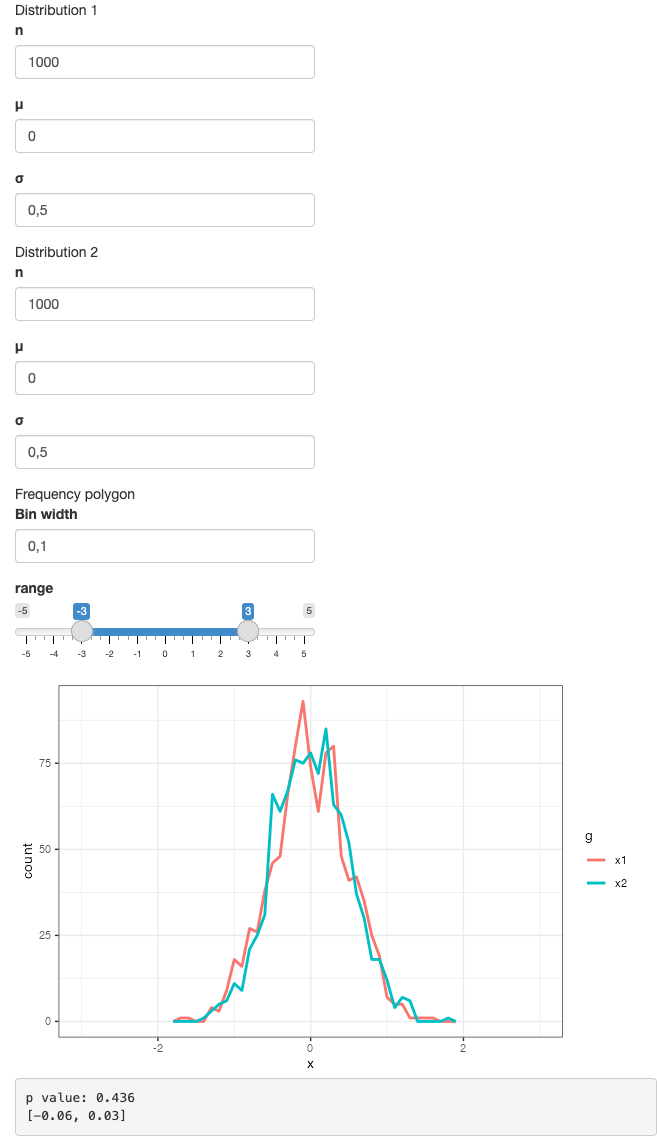 Distribution 1
n
1000
μ
0
σ
0,5
Distribution 2
n
1000
μ
0
σ
0,5
Frequency polygon
Bin width
0,1
range
-5 -3 3 5
-5 -4 -3 -2 -1 0 1 2 3 4 5
75
50
25
0
count
-2 0 2
x
g
x1
x2
p value: 0.436
[-0.06, 0.03]